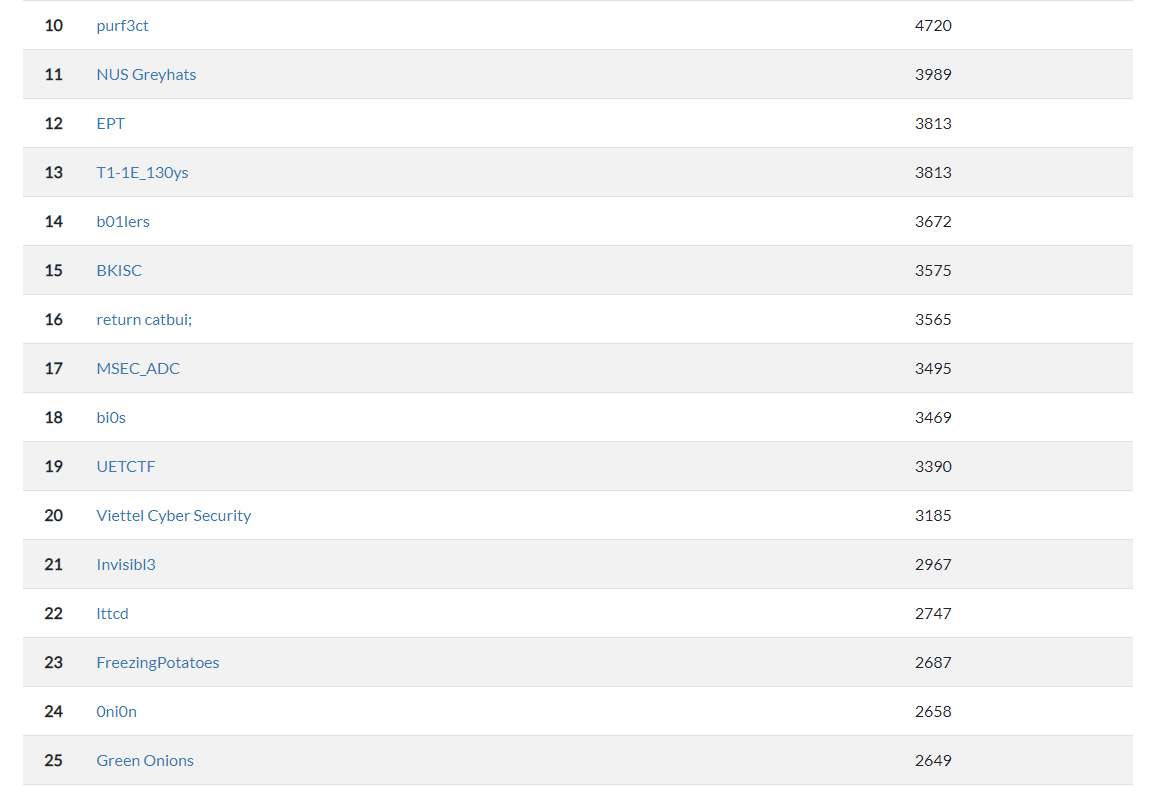 10 purf3ct 4720
11 NUS Greyhats 3989
12 EPT 3813
13 T1-1E_130ys 3813
14 b01lers 3672
15 BKISC 3575
16 return catbui; 3565
17 MSEC_ADC 3495
18 bi0s 3469
19 UETCTF 3390
20 Viettel Cyber Security 3185
21 Invisibl3 2967
22 lttcd 2747
23 FreezingPotatoes 2687
24 0ni0n 2658
25 Green Onions 2649